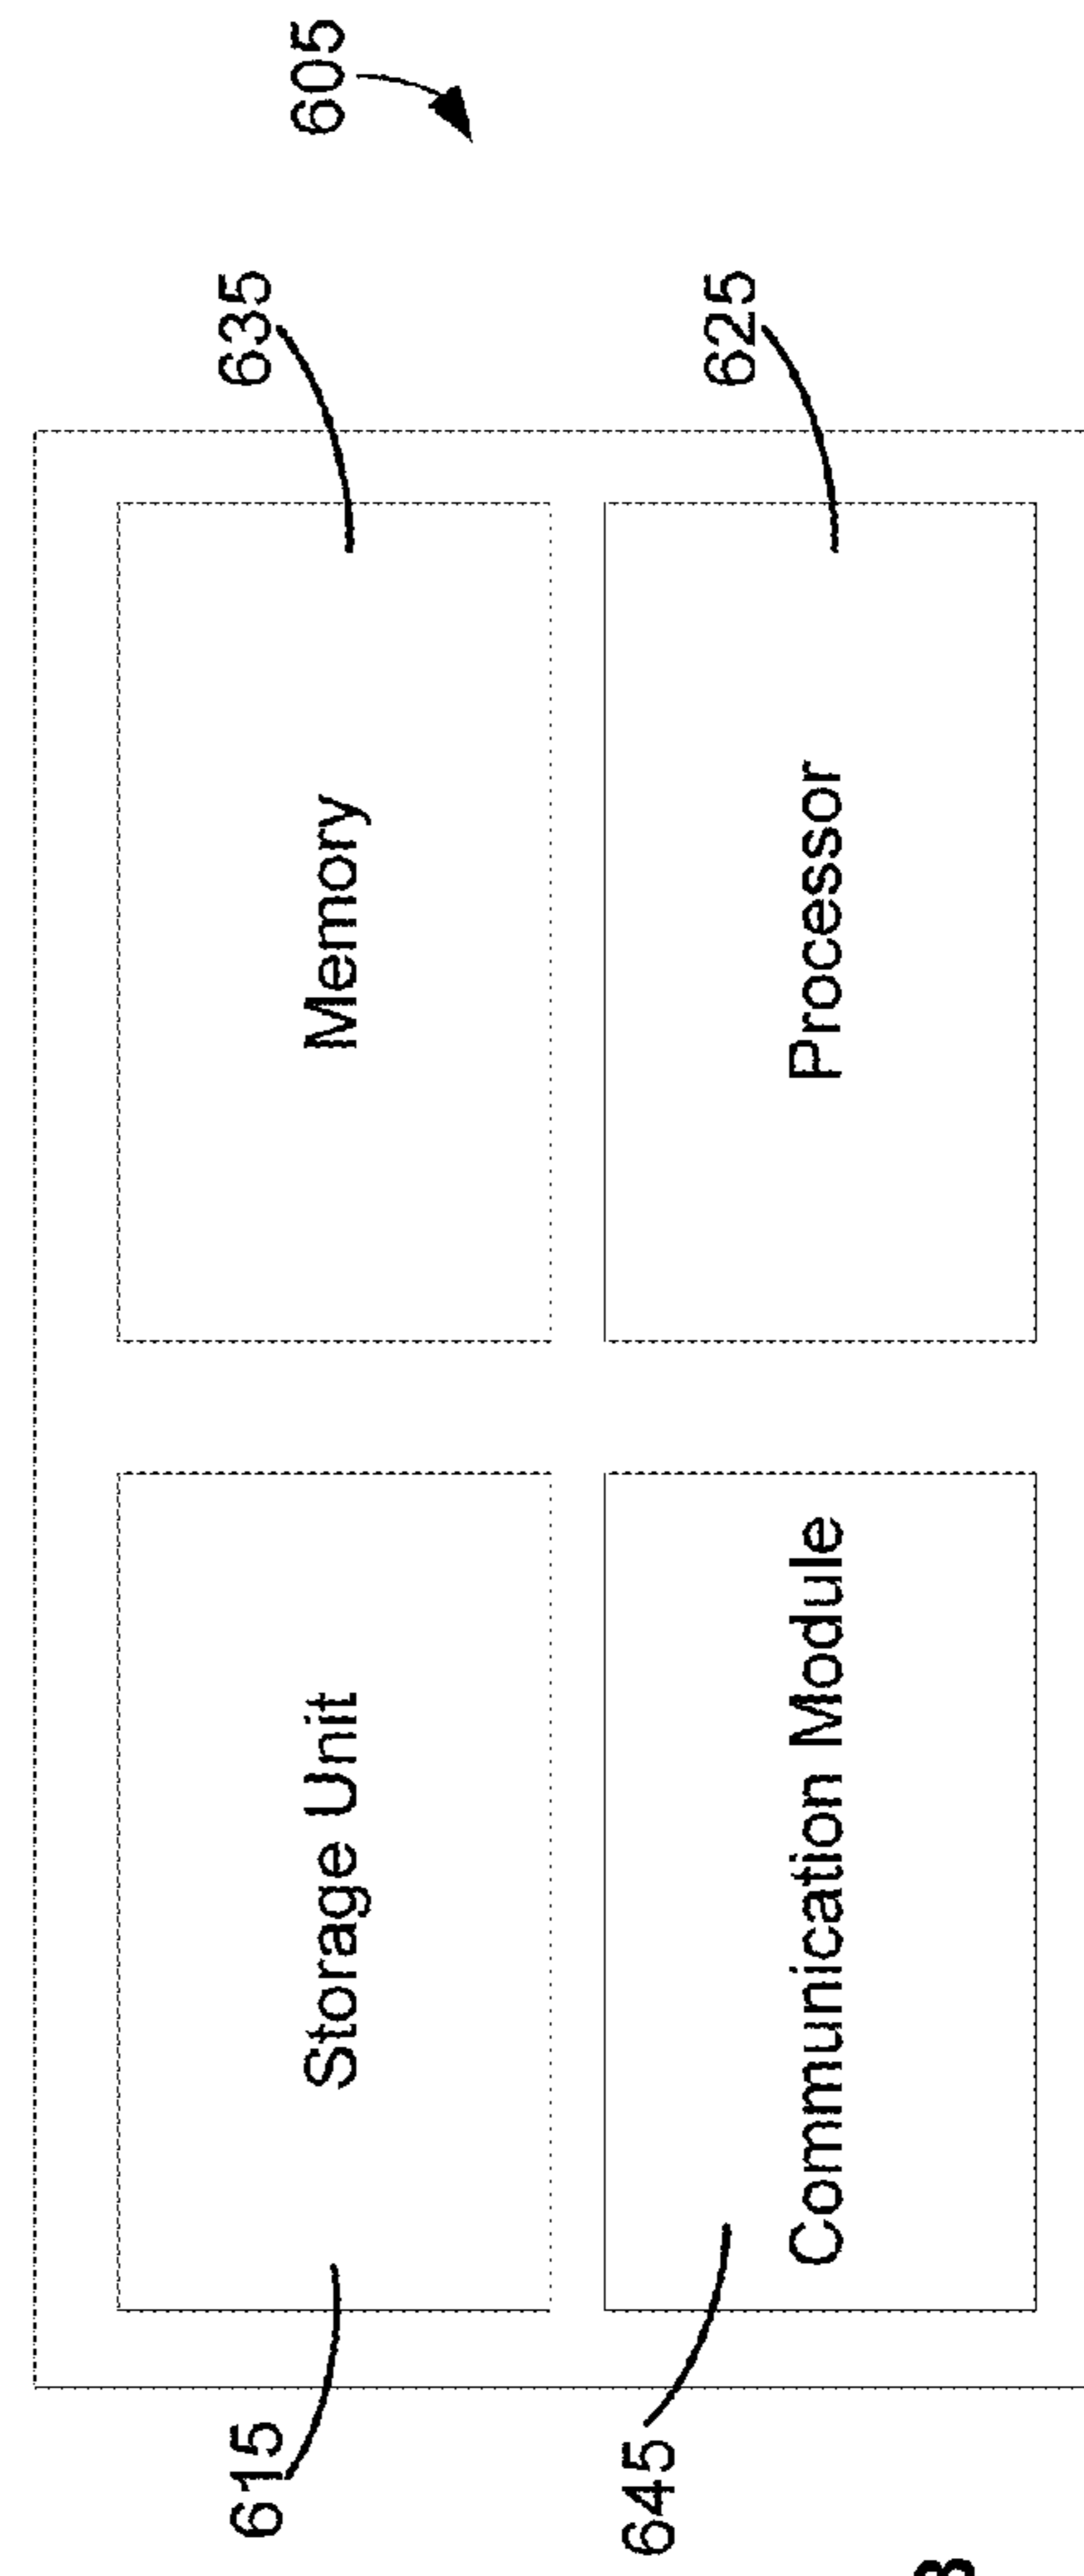 615
635
605
Storage Unit
Memory
645
625
Communication Module
Processor